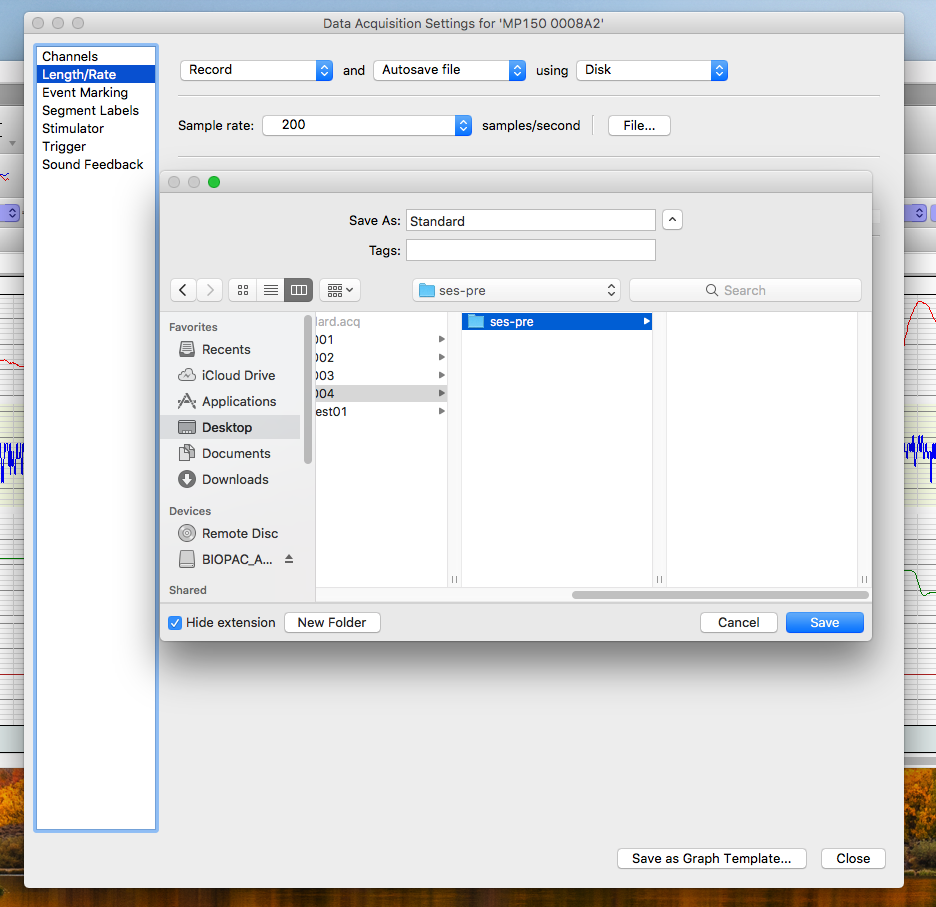 Data Acquisition Settings for 'MP150 0008A2'
Channels
Length/Rate
Event Marking
Segment Labels
Stimulator
Trigger
Sound Feedback
Record and Autosave file using Disk
Sample rate: 200 samples/second File...
Save As: Standard
Tags:
ses-pre
Search
Favorites
Recents
iCloud Drive
Applications
Desktop
Documents
Downloads
Devices
Remote Disc
BIOPAC_A...
Shared
lard.acq
001
002
003
004
est01
ses-pre
Hide extension New Folder Cancel Save
Save as Graph Template... Close